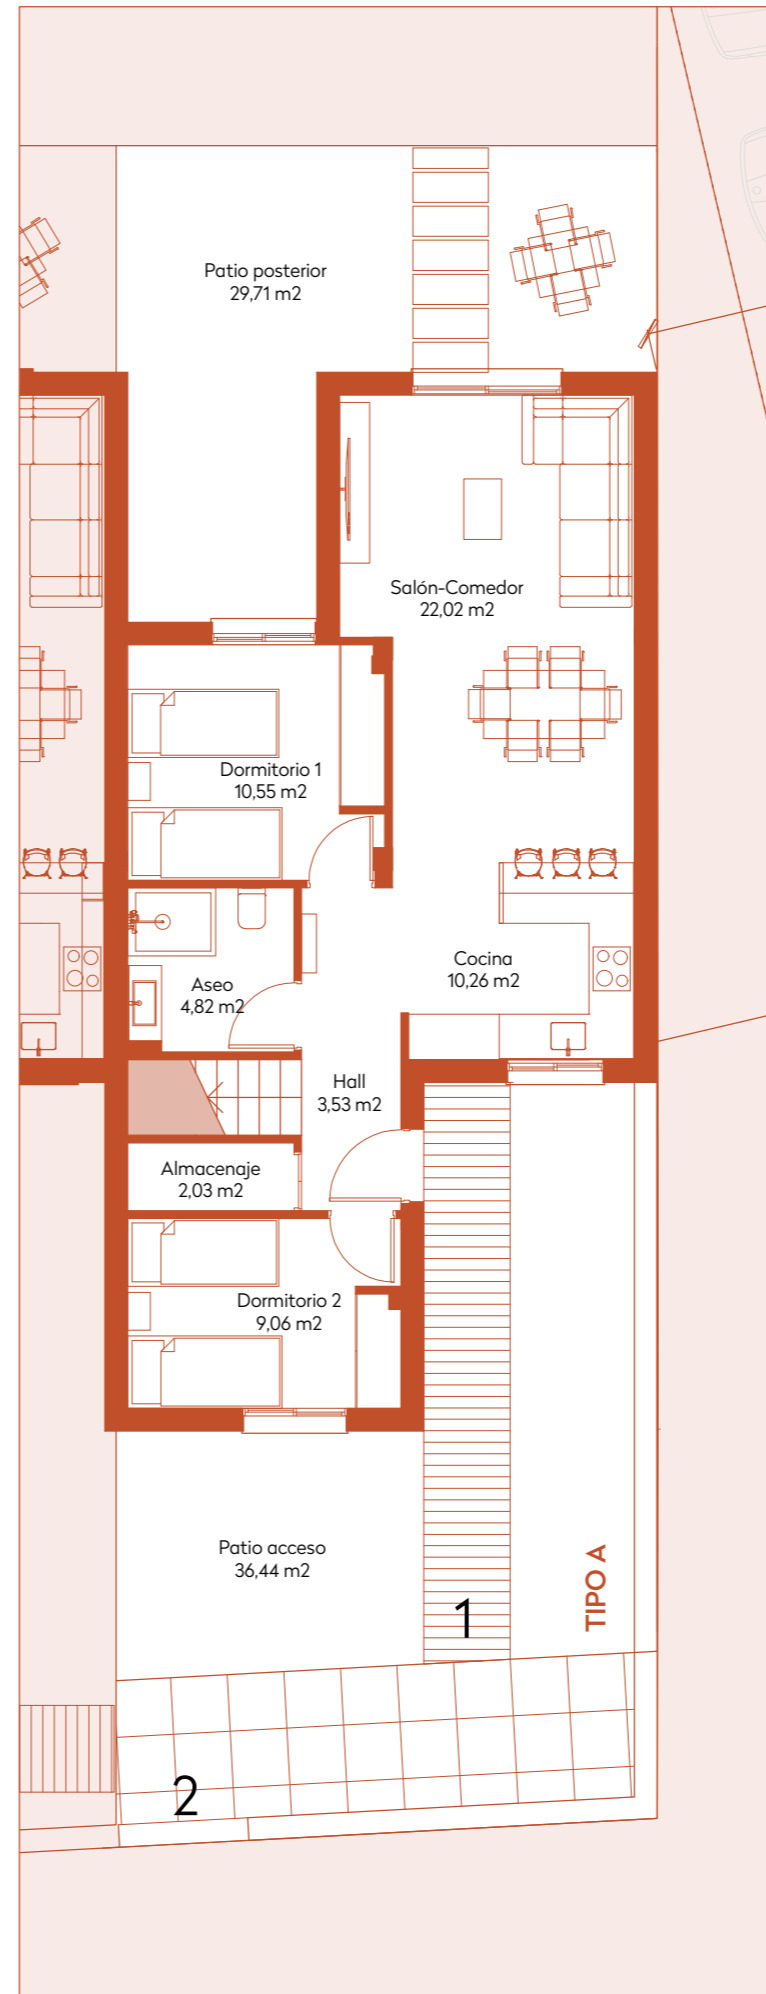 Patio posterior
29,71 m2
Salón-Comedor
22,02 m2
Dormitorio 1
10,55 m2
Cocina
10,26 m2
Aseo
4,82 m2
Hall
3,53 m2
Almacenaje
2,03 m2
Dormitorio 2
9,06 m2
Patio acceso
36,44 m2
TIPO A
1
2